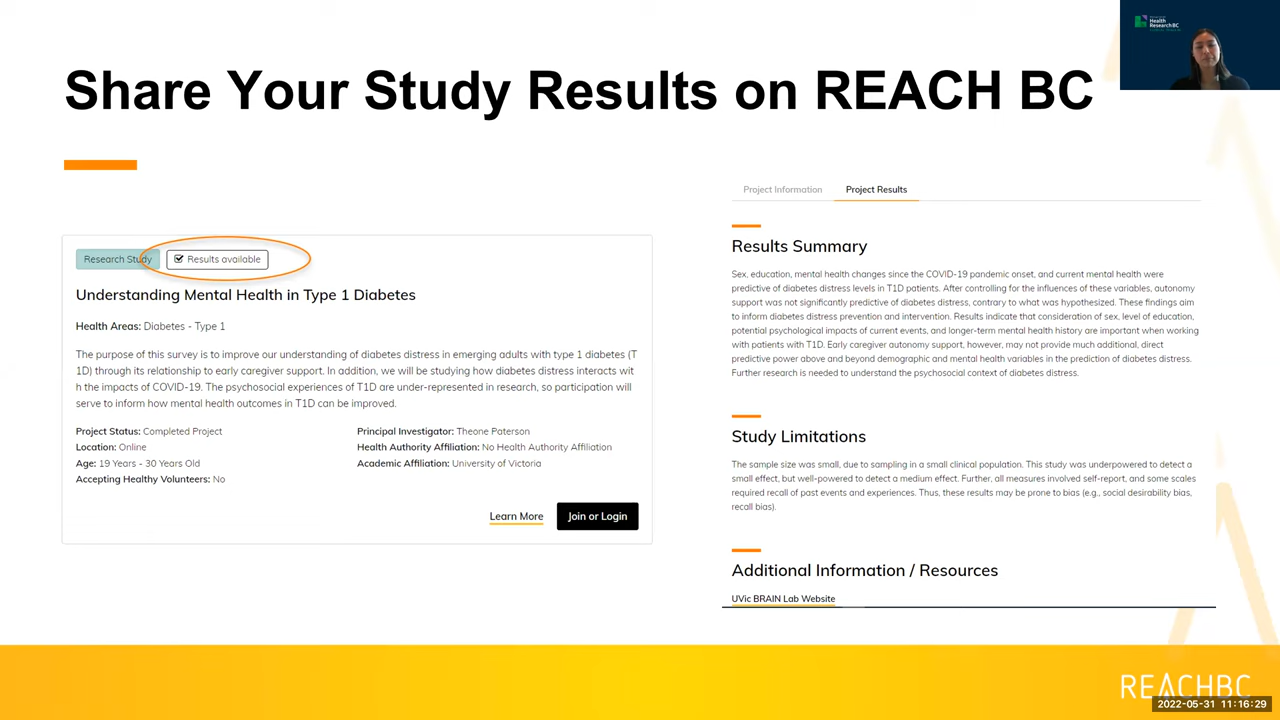 Health
Research BC
Share Your Study Results on REACH BC
Research Study
Results available
Understanding Mental Health in Type 1 Diabetes
Health Areas: Diabetes - Type 1
The purpose of this survey is to improve our understanding of diabetes distress in emerging adults with type 1 diabetes (T
1D) through its relationship to early caregiver support. In addition, we will be studying how diabetes distress interacts wit
h the impacts of COVID-19. The psychosocial experiences of T1D are under-represented in research, so participation will
serve to inform how mental health outcomes in T1D can be improved.
Project Status: Completed Project
Location: Online
Age: 19 Years - 30 Years Old
Accepting Healthy Volunteers: No
Principal Investigator: Theone Paterson
Health Authority Affiliation: No Health Authority Affiliation
Academic Affiliation: University of Victoria
Learn More
Join or Login
Project Information
Project Results
Results Summary
Sex, education, mental health changes since the COVID-19 pandemic onset, and current mental health were
predictive of diabetes distress levels in T1D patients. After controlling for the influences of these variables, autonomy
support was not significantly predictive of diabetes distress, contrary to what was hypothesized. These findings aim
to inform diabetes distress prevention and intervention. Results indicate that consideration of sex, level of education,
potential psychological impacts of current events, and longer-term mental health history are important when working
with patients with T1D. Early caregiver autonomy support, however, may not provide much additional, direct
predictive power above and beyond demographic and mental health variables in the prediction of diabetes distress.
Further research is needed to understand the psychosocial context of diabetes distress.
Study Limitations
The sample size was small, due to sampling in a small clinical population. This study was underpowered to detect a
small effect, but well-powered to detect a medium effect. Further, all measures involved self-report, and some scales
required recall of past events and experiences. Thus, these results may be prone to bias (e.g., social desirability bias,
recall bias).
Additional Information / Resources
UVic BRAIN Lab Website
REACHBC
2022-05-31 11:16:29